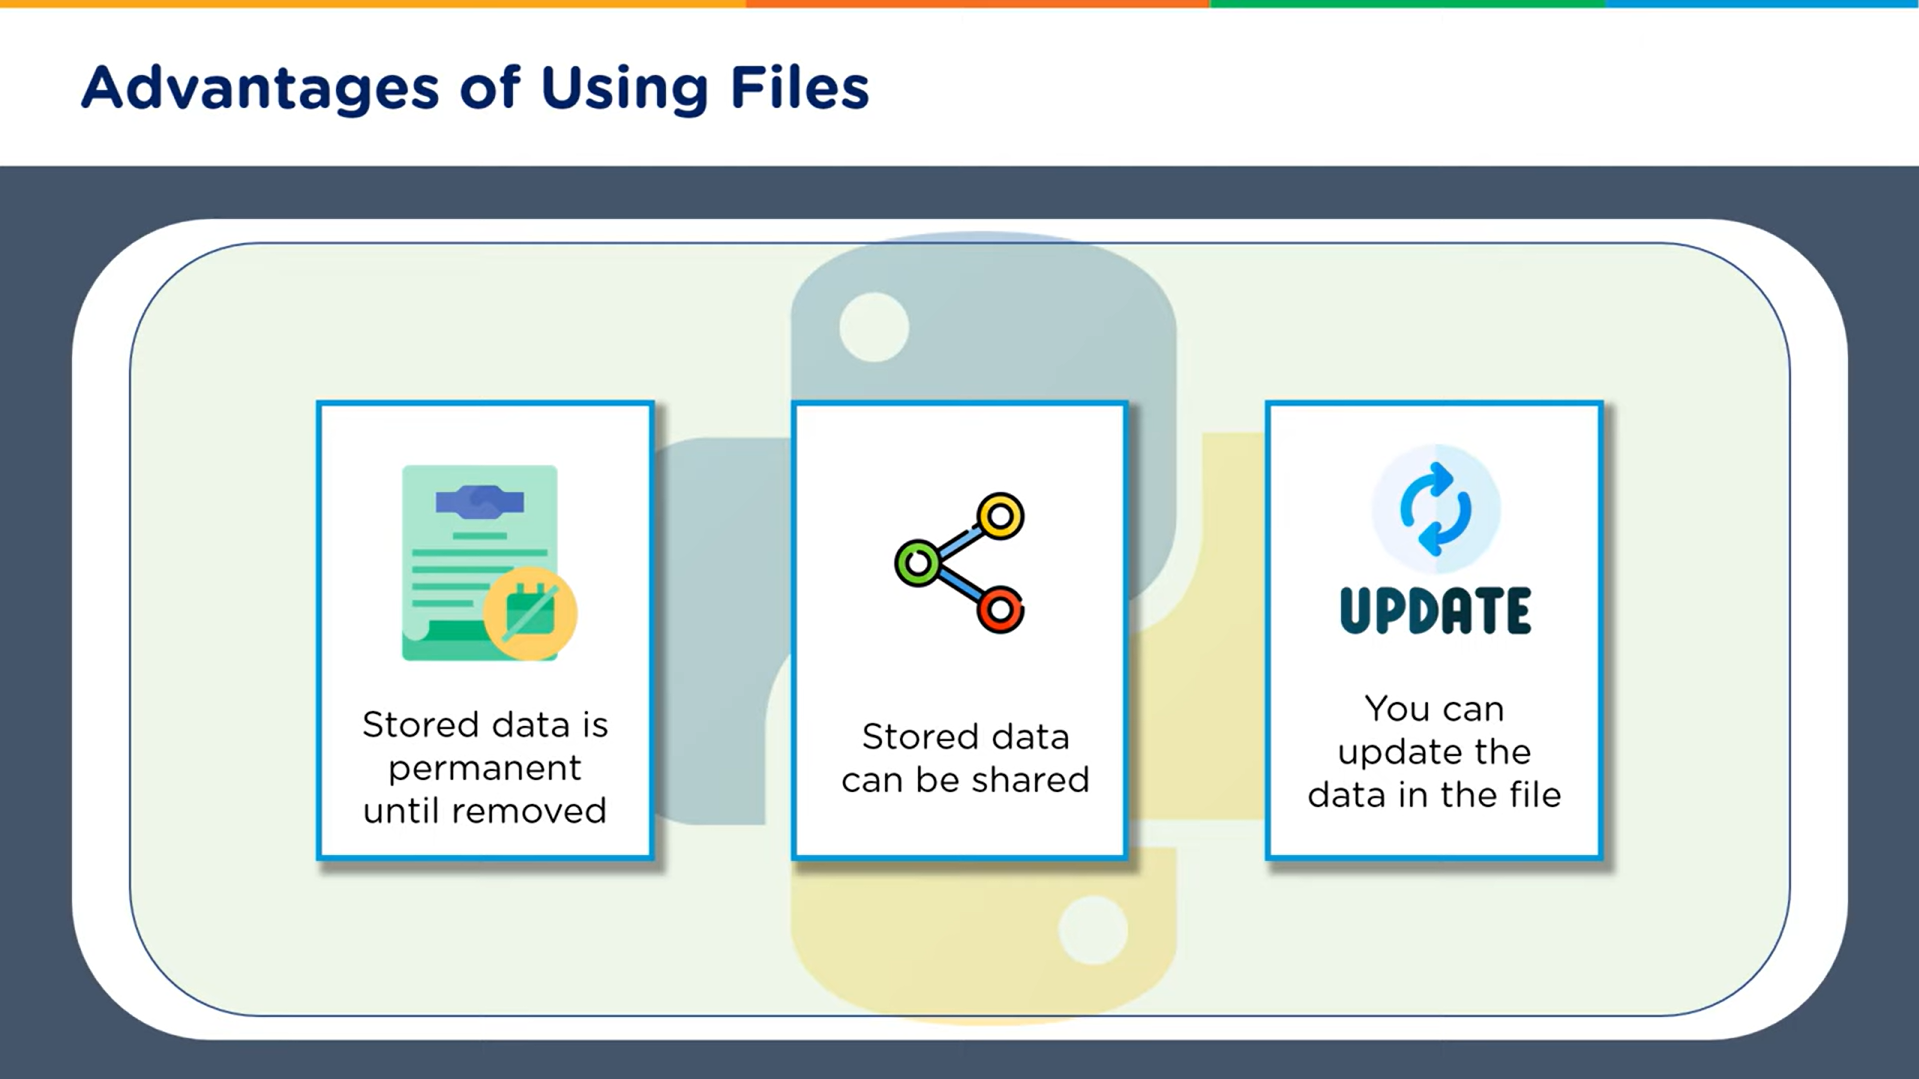 Advantages of Using Files
Stored data is
permanent
until removed
Stored data
can be shared
UPDATE
You can
update the
data in the file